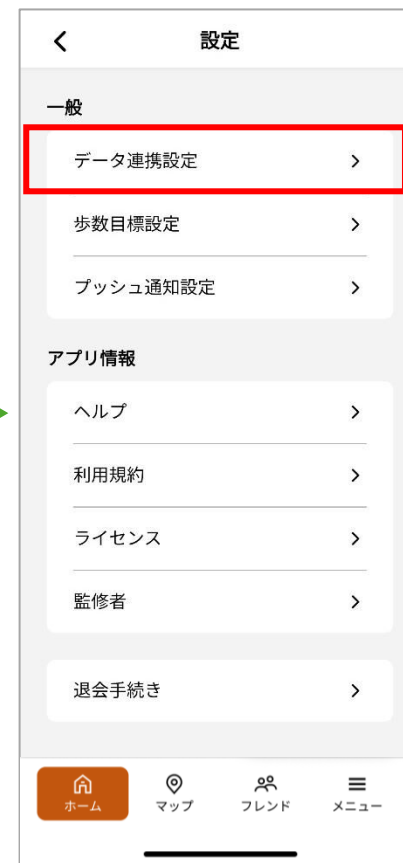 設定
一般
データ連携設定
歩数目標設定
プッシュ通知設定
アプリ情報
ヘルプ
利用規約
ライセンス
監修者
退会手続き
ホーム マップ フレンド メニュー